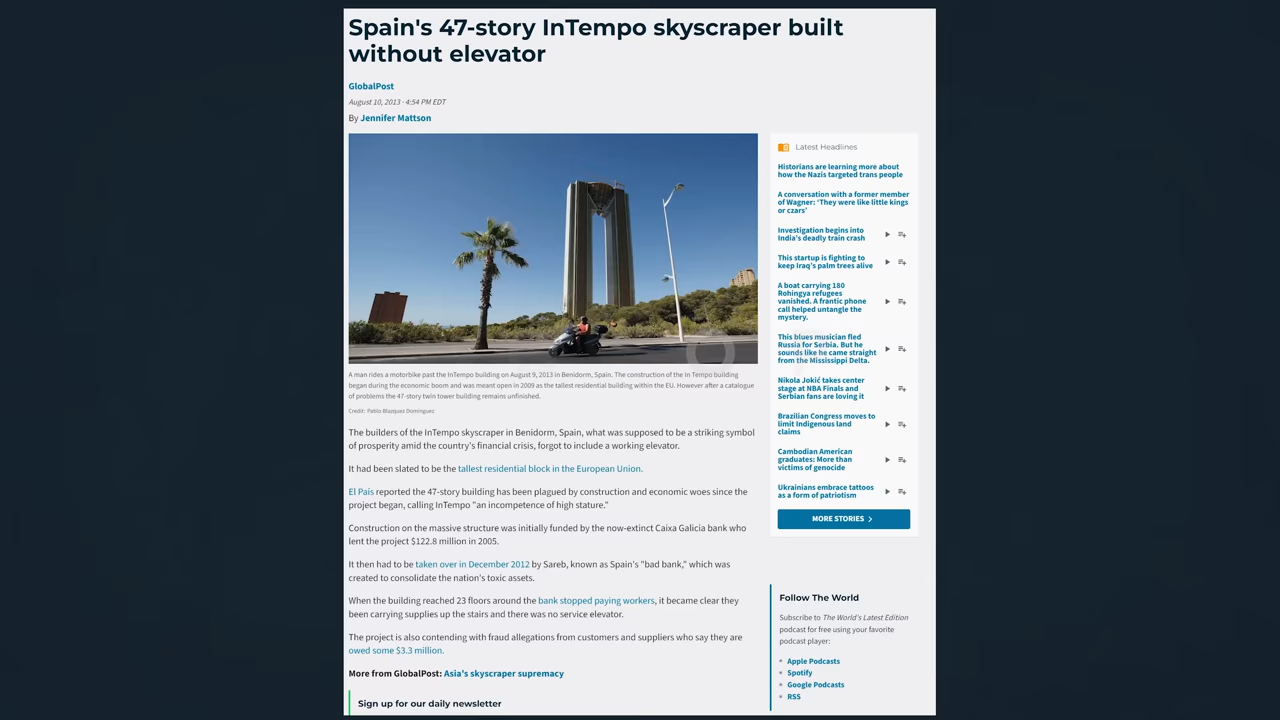 Spain's 47-story InTempo skyscraper built
without elevator
GlobalPost
August 10, 2013 · 4:54 PM EDT
By Jennifer Mattson
A man rides a motorbike past the InTempo building on August 9, 2013 in Benidorm, Spain. The construction of the In Tempo building
began during the economic boom and was meant open in 2009 as the tallest residential building within the EU. However after a catalogue
of problems the 47-story twin tower building remains unfinished.
Credit: Pablo Blazquez Dominguez
The builders of the InTempo skyscraper in Benidorm, Spain, what was supposed to be a striking symbol
of prosperity amid the country's financial crisis, forgot to include a working elevator.
It had been slated to be the tallest residential block in the European Union.
El País reported the 47-story building has been plagued by construction and economic woes since the
project began, calling InTempo "an incompetence of high stature."
Construction on the massive structure was initially funded by the now-extinct Caixa Galicia bank who
lent the project $122.8 million in 2005.
It then had to be taken over in December 2012 by Sareb, known as Spain's "bad bank," which was
created to consolidate the nation's toxic assets.
When the building reached 23 floors around the bank stopped paying workers, it became clear they
been carrying supplies up the stairs and there was no service elevator.
The project is also contending with fraud allegations from customers and suppliers who say they are
owed some $3.3 million.
More from GlobalPost: Asia's skyscraper supremacy
Sign up for our daily newsletter
Latest Headlines
Historians are learning more about
how the Nazis targeted trans people
A conversation with a former member
of Wagner: ‘They were like little kings
or czars’
Investigation begins into
India’s deadly train crash
This startup is fighting to
keep Iraq’s palm trees alive
A boat carrying 180
Rohingya refugees
vanished. A frantic phone
call helped untangle the
mystery.
This blues musician fled
Russia for Serbia. But he
sounds like he came straight
from the Mississippi Delta.
Nikola Jokić takes center
stage at NBA Finals and
Serbian fans are loving it
Brazilian Congress moves to
limit Indigenous land
claims
Cambodian American
graduates: More than
victims of genocide
Ukrainians embrace tattoos
as a form of patriotism
MORE STORIES
Follow The World
Subscribe to The World’s Latest Edition
podcast for free using your favorite
podcast player:
Apple Podcasts
Spotify
Google Podcasts
RSS